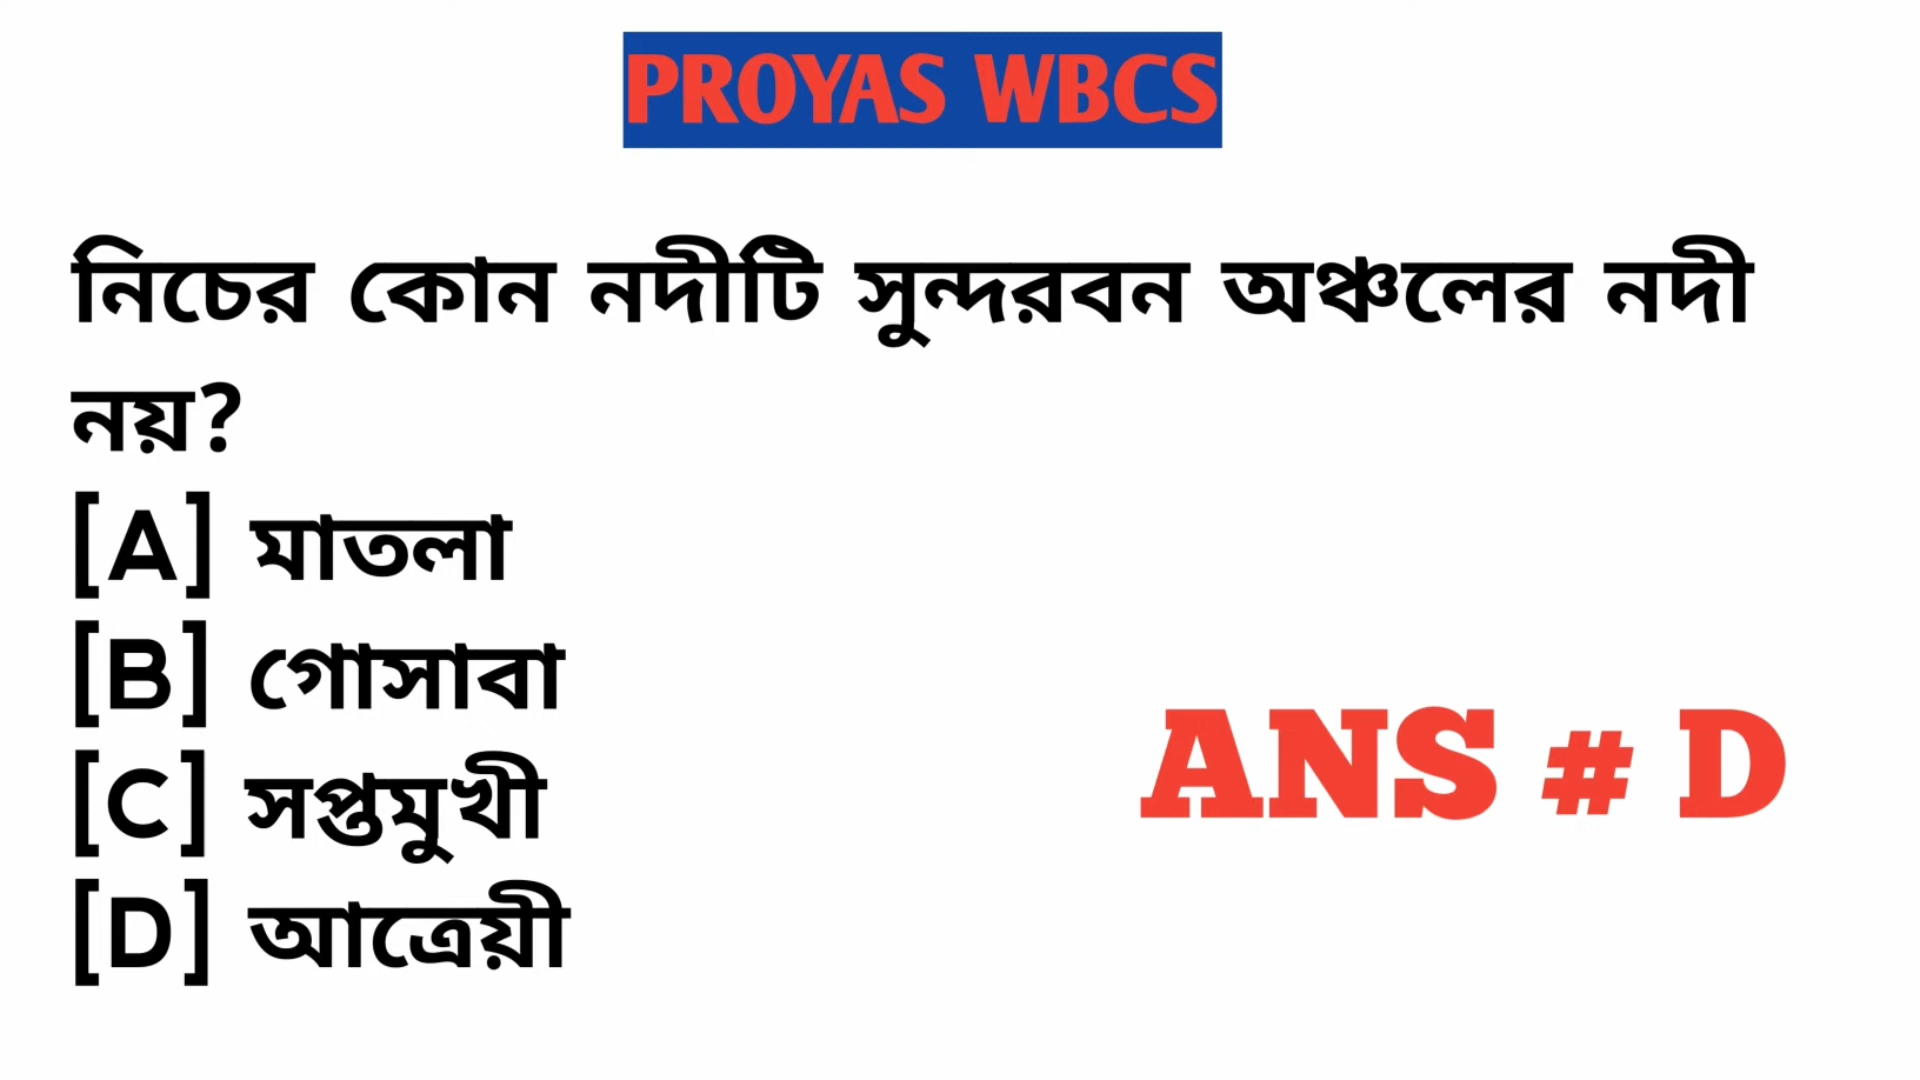 PROYAS WBCS
নিচের কোন নদীটি সুন্দরবন অঞ্চলের নদী
নয়?
[A] মাতলা
[B] গোসাবা
[C] সপ্তমুখী
[D] আত্রেয়ী
ANS # D